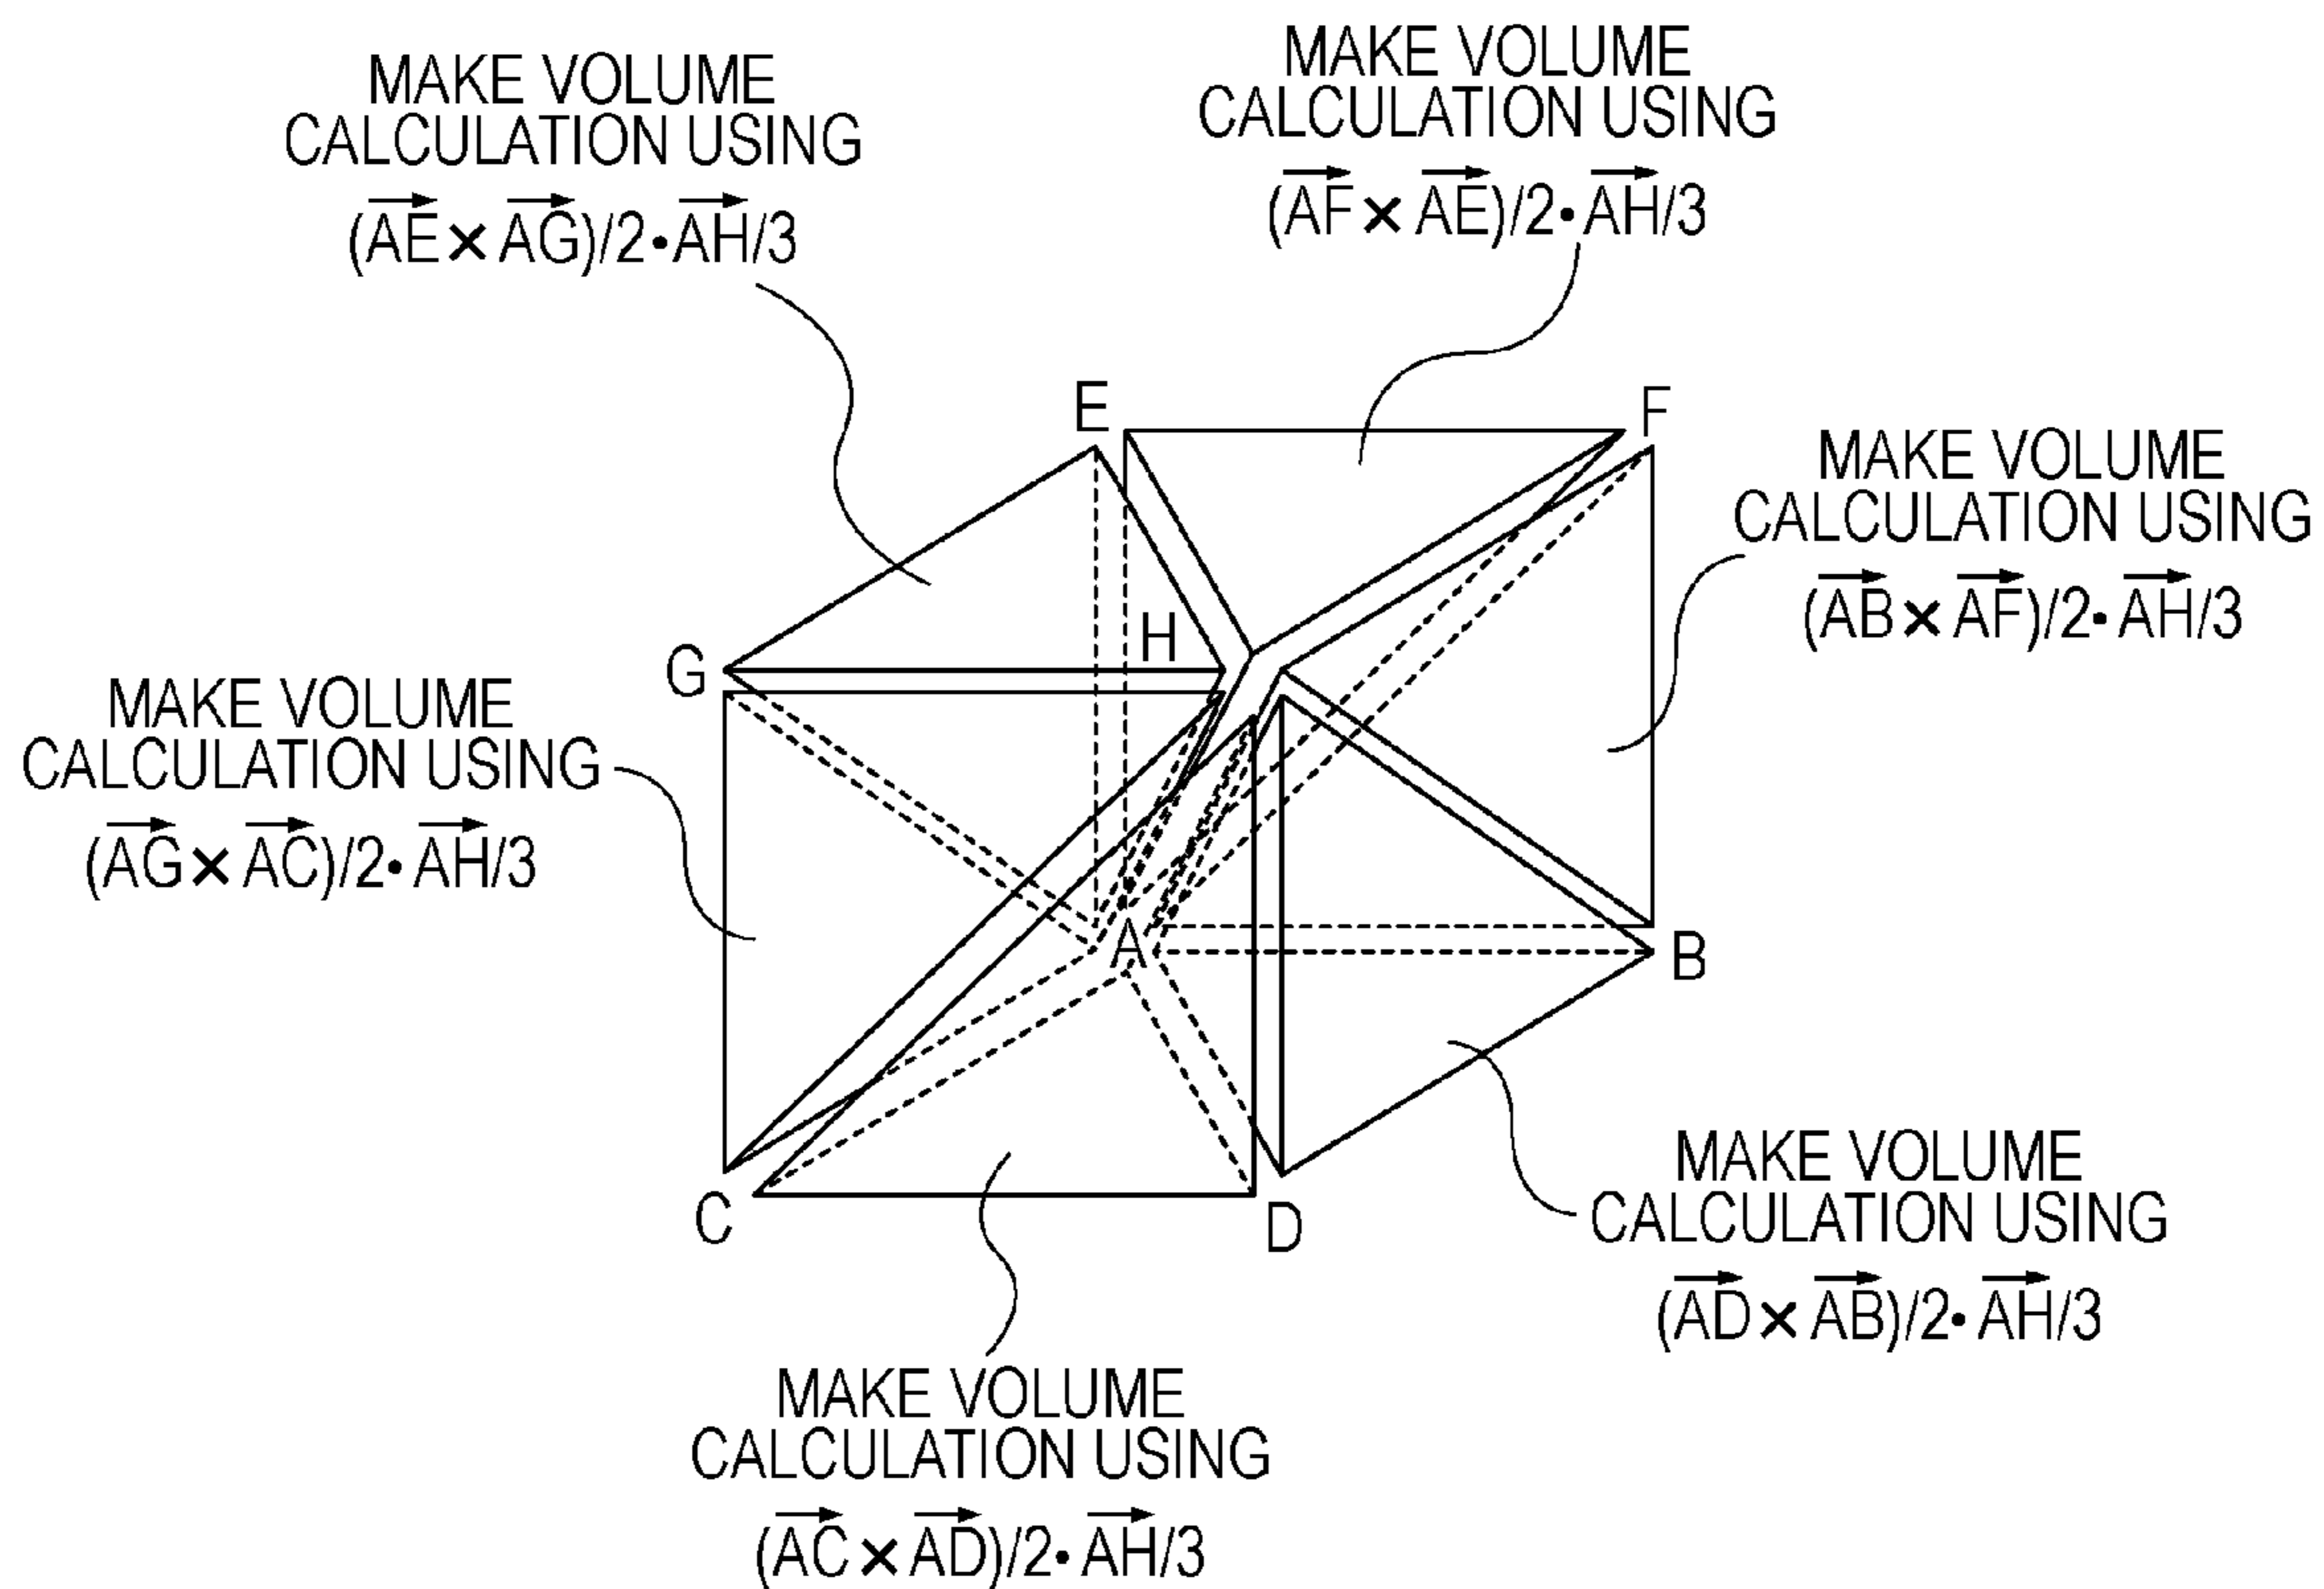 MAKE VOLUME
CALCULATION USING
(AE×AG)/2•AH/3
MAKE VOLUME
CALCULATION USING
(AF×AE)/2•AH/3
E
F
MAKE VOLUME
CALCULATION USING
(AB×AF)/2•AH/3
H
G
MAKE VOLUME
CALCULATION USING
(AG×AC)/2•AH/3
A
B
C
D
MAKE VOLUME
CALCULATION USING
(AD×AB)/2•AH/3
MAKE VOLUME
CALCULATION USING
(AC×AD)/2•AH/3